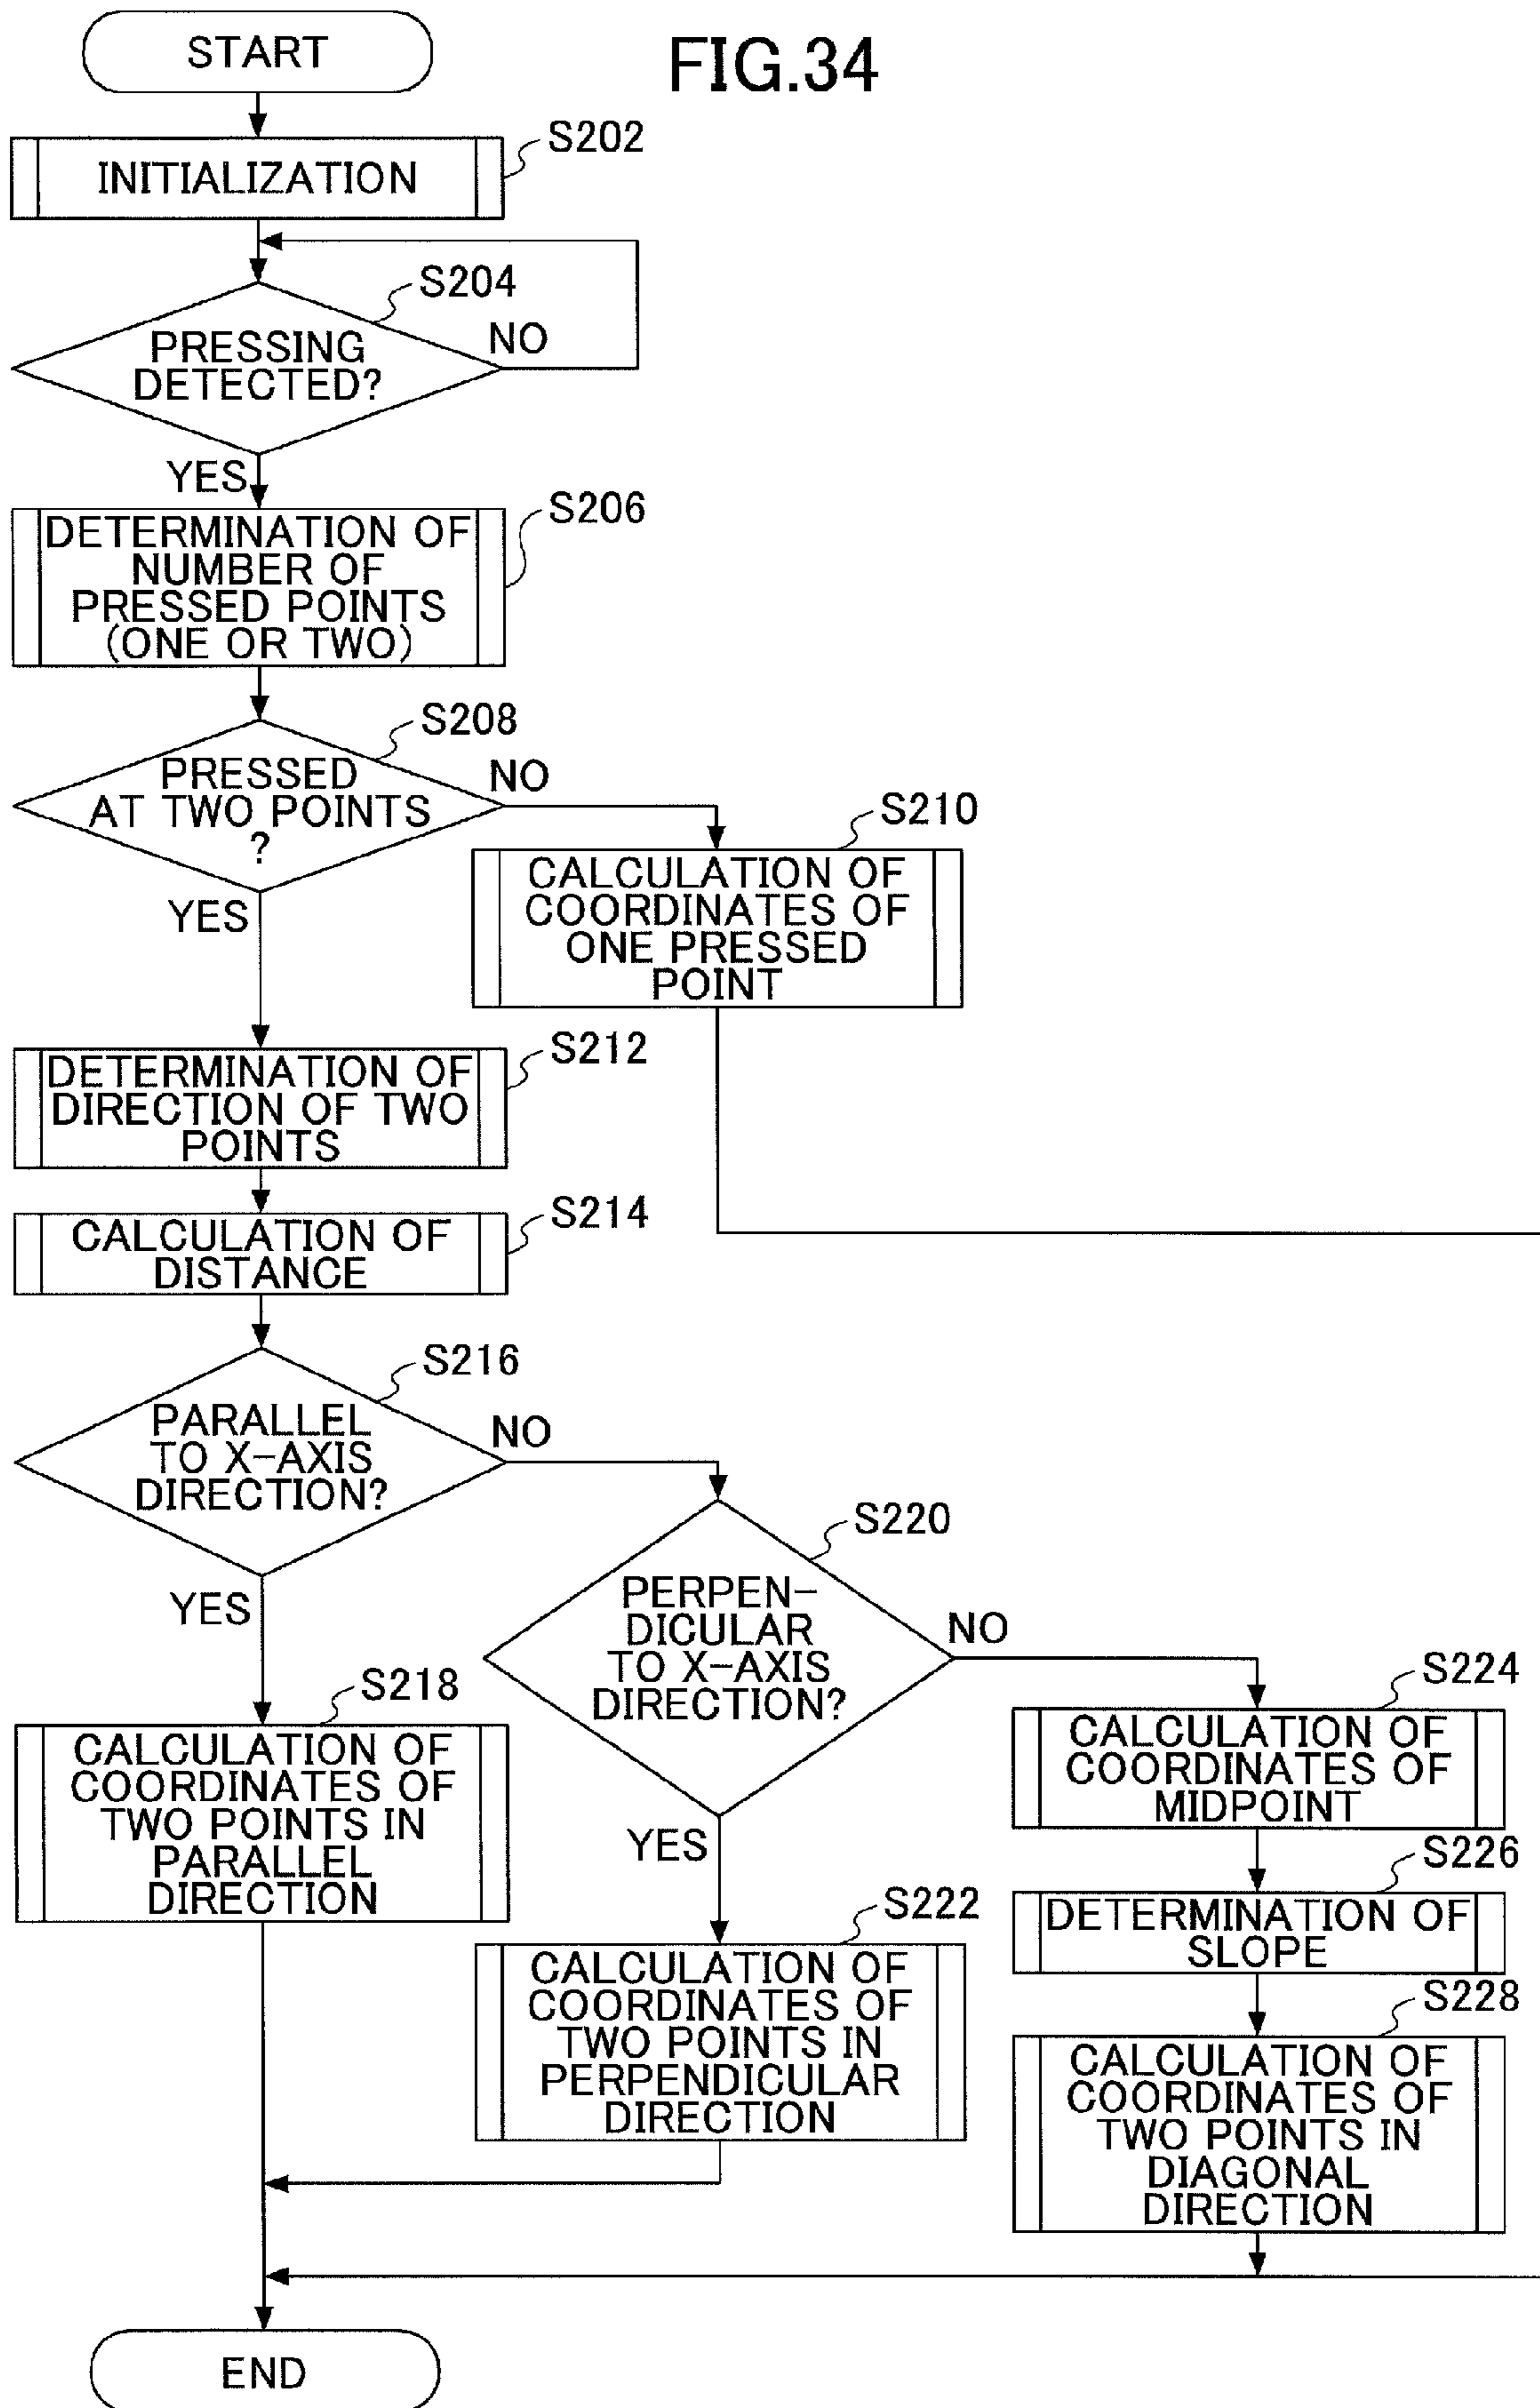 FIG.34
START
S202
INITIALIZATION
S204
PRESSING
DETECTED?
NO
YES
S206
DETERMINATION OF
NUMBER OF
PRESSED POINTS
(ONE OR TWO)
S208
PRESSED
AT TWO POINTS
?
NO
YES
S210
CALCULATION OF
COORDINATES OF
ONE PRESSED
POINT
S212
DETERMINATION OF
DIRECTION OF TWO
POINTS
S214
CALCULATION OF
DISTANCE
S216
PARALLEL
TO X-AXIS
DIRECTION?
NO
YES
S218
CALCULATION OF
COORDINATES OF
TWO POINTS IN
PARALLEL
DIRECTION
S220
PERPEN-
DICULAR
TO X-AXIS
DIRECTION?
NO
YES
S222
CALCULATION OF
COORDINATES OF
TWO POINTS IN
PERPENDICULAR
DIRECTION
S224
CALCULATION OF
COORDINATES OF
MIDPOINT
S226
DETERMINATION OF
SLOPE
S228
CALCULATION OF
COORDINATES OF
TWO POINTS IN
DIAGONAL
DIRECTION
END